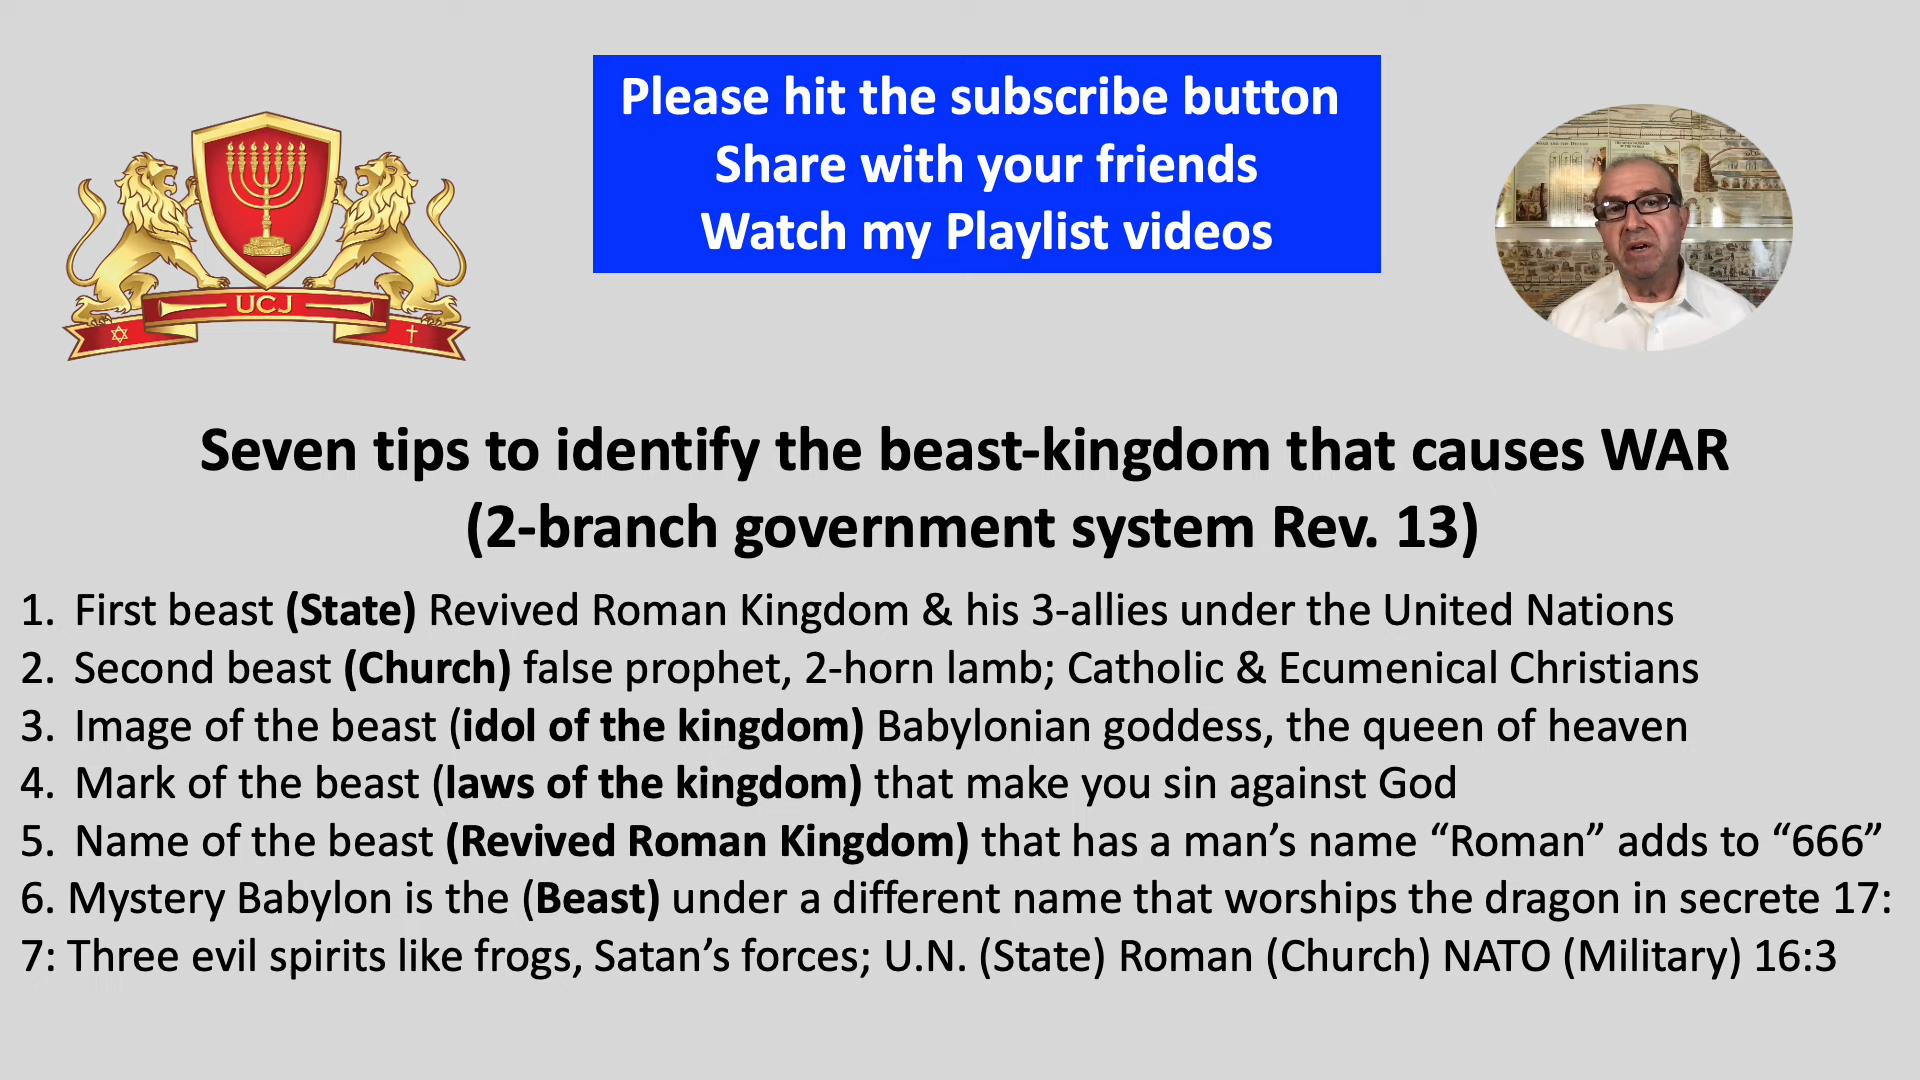 Please hit the subscribe button
Share with your friends
Watch my Playlist videos
UCJ
Seven tips to identify the beast-kingdom that causes WAR
(2-branch government system Rev. 13)
1. First beast (State) Revived Roman Kingdom & his 3-allies under the United Nations
2. Second beast (Church) false prophet, 2-horn lamb; Catholic & Ecumenical Christians
3. Image of the beast (idol of the kingdom) Babylonian goddess, the queen of heaven
4. Mark of the beast (laws of the kingdom) that make you sin against God
5. Name of the beast (Revived Roman Kingdom) that has a man’s name “Roman” adds to “666”
6. Mystery Babylon is the (Beast) under a different name that worships the dragon in secrete 17:
7: Three evil spirits like frogs, Satan’s forces; U.N. (State) Roman (Church) NATO (Military) 16:3